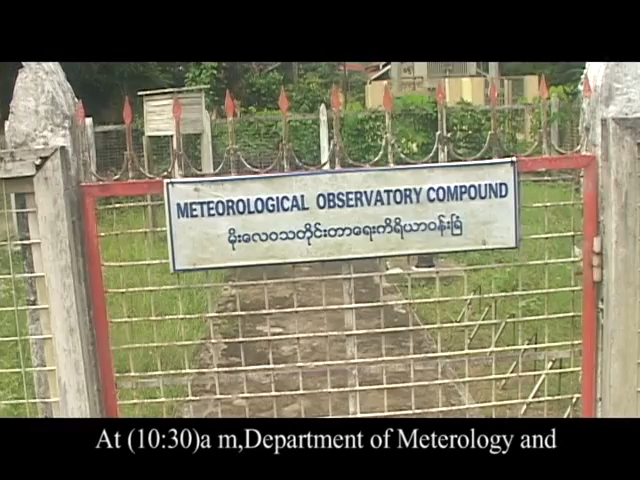 METEOROLOGICAL OBSERVATORY COMPOUND
မိုးလေဝသတိုင်းတာရေးကိရိယာဝန်းခြံ
At (10:30)a m,Department of Meterology and